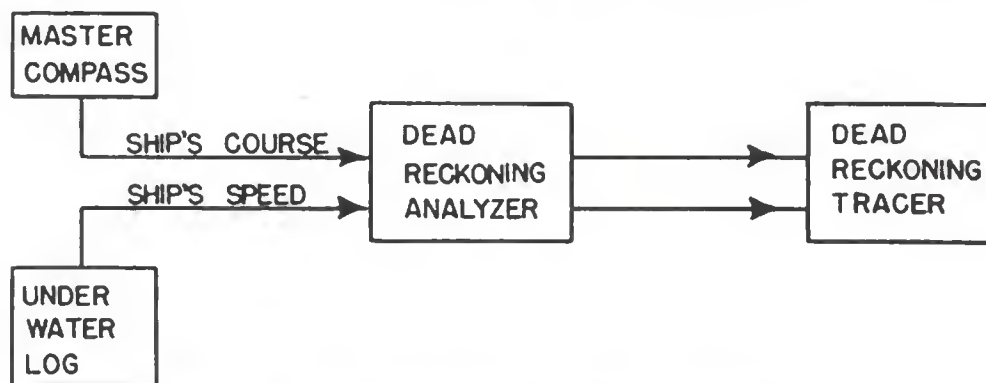 MASTER
COMPASS
SHIP'S COURSE
SHIP'S SPEED
DEAD
RECKONING
ANALYZER
DEAD
RECKONING
TRACER
UNDER
WATER
LOG